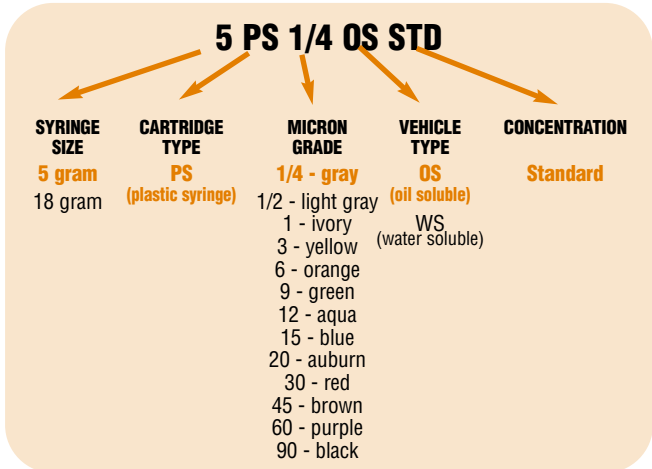 5 PS 1/4 OS STD
SYRINGE
SIZE
5 gram
18 gram
CARTRIDGE
TYPE
PS
(plastic syringe)
MICRON
GRADE
1/4 - gray
1/2 - light gray
1 - ivory
3 - yellow
6 - orange
9 - green
12 - aqua
15 - blue
20 - auburn
30 - red
45 - brown
60 - purple
90 - black
VEHICLE
TYPE
OS
(oil soluble)
WS
(water soluble)
CONCENTRATION
Standard